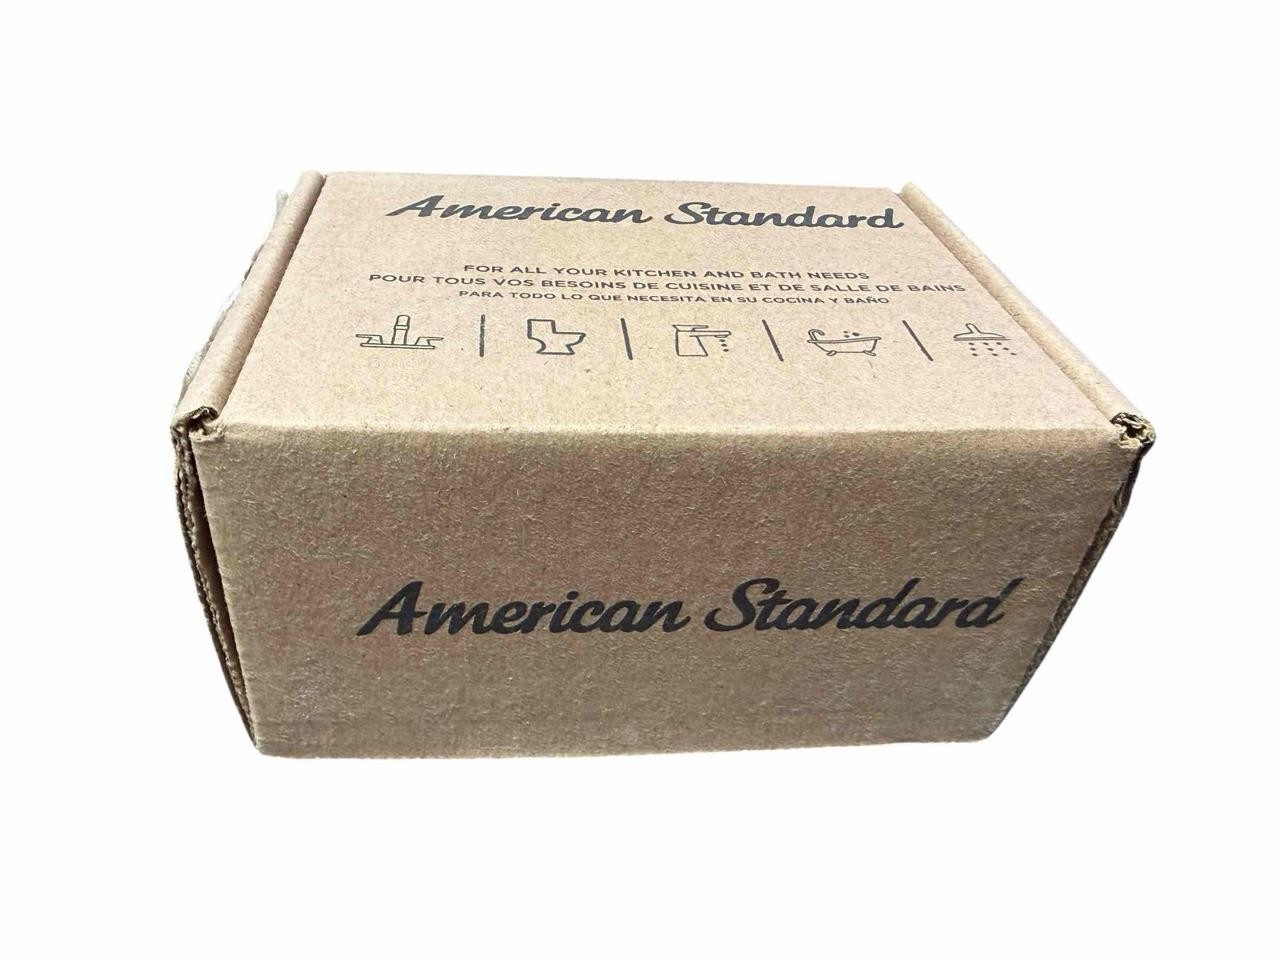 American Standard
FOR ALL YOUR KITCHEN AND BATH NEEDS
POUR TOUS VOS BESOINS DE CUISINE ET DE SALLE DE BAINS
PARA TODO LO QUE NECESITA EN SU COCINA Y BAÑO
American Standard